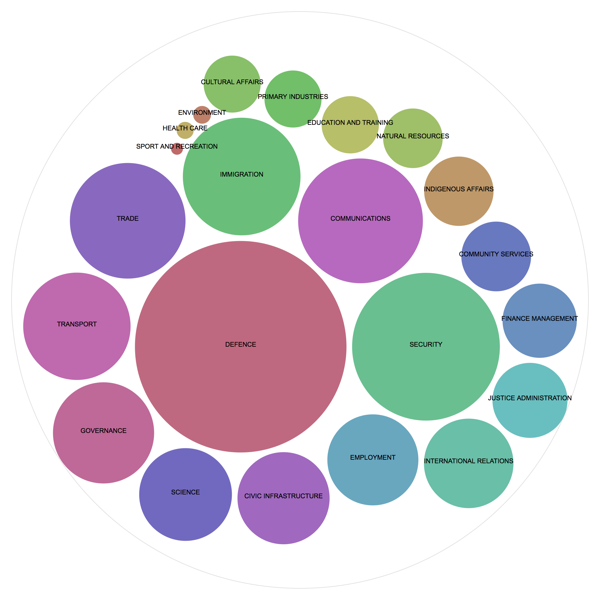 CULTURAL AFFAIRS
PRIMARY INDUSTRIES
ENVIRONMENT
EDUCATION AND TRAINING
HEALTH CARE
NATURAL RESOURCES
SPORT AND RECREATION
IMMIGRATION
INDIGENOUS AFFAIRS
TRADE
COMMUNICATIONS
COMMUNITY SERVICES
FINANCE MANAGEMENT
TRANSPORT
DEFENCE
SECURITY
JUSTICE ADMINISTRATION
GOVERNANCE
EMPLOYMENT
INTERNATIONAL RELATIONS
SCIENCE
CIVIC INFRASTRUCTURE